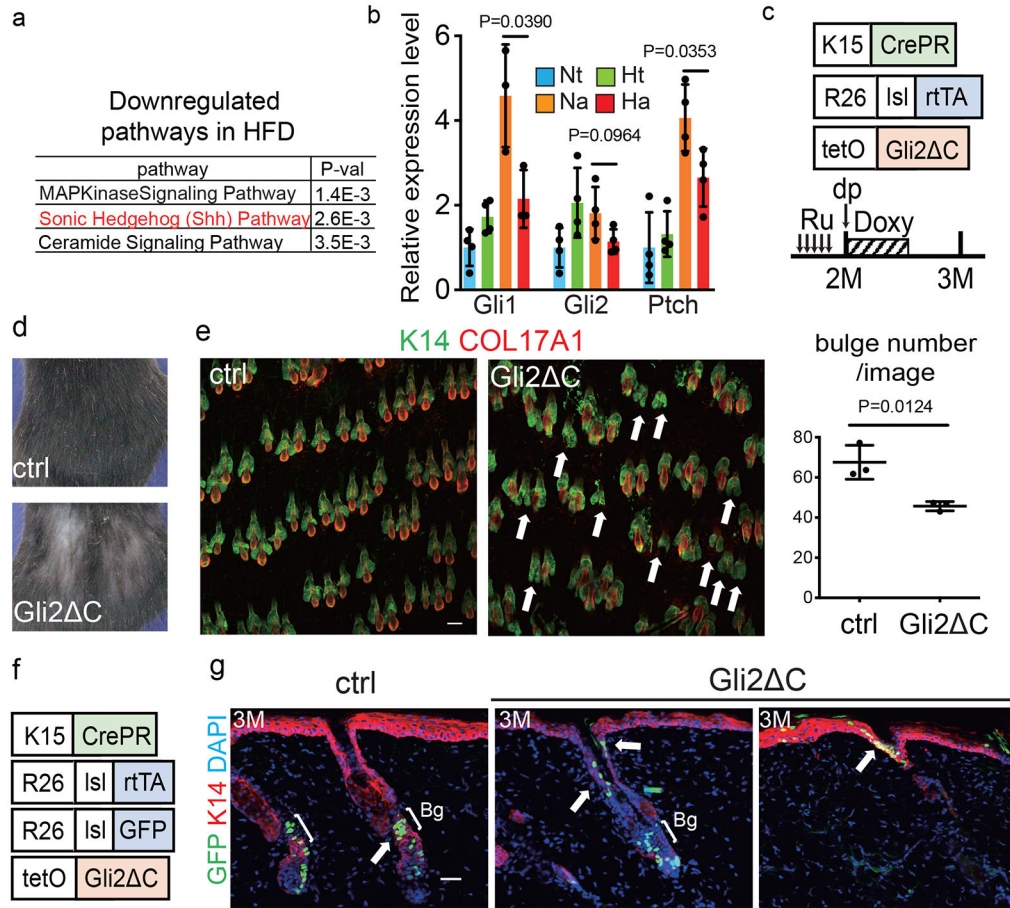 a
Downregulated
pathways in HFD
pathway P-val
MAPKinaseSignaling Pathway 1.4E-3
Sonic Hedgehog (Shh) Pathway 2.6E-3
Ceramide Signaling Pathway 3.5E-3
b
Relative expression level
6
4
2
0
P=0.0390
P=0.0964
P=0.0353
Nt Ht
Na Ha
Gli1 Gli2 Ptch
c
K15 CrePR
R26 lsl rtTA
tetO Gli2ΔC
dp
Ru Doxy
2M 3M
d
ctrl
Gli2ΔC
e
K14 COL17A1
ctrl
Gli2ΔC
bulge number
/image
P=0.0124
80
60
40
20
0
ctrl Gli2ΔC
f
K15 CrePR
R26 lsl rtTA
R26 lsl GFP
tetO Gli2ΔC
g
ctrl Gli2ΔC
GFP K14 DAPI
3M
Bg
3M
Bg
3M